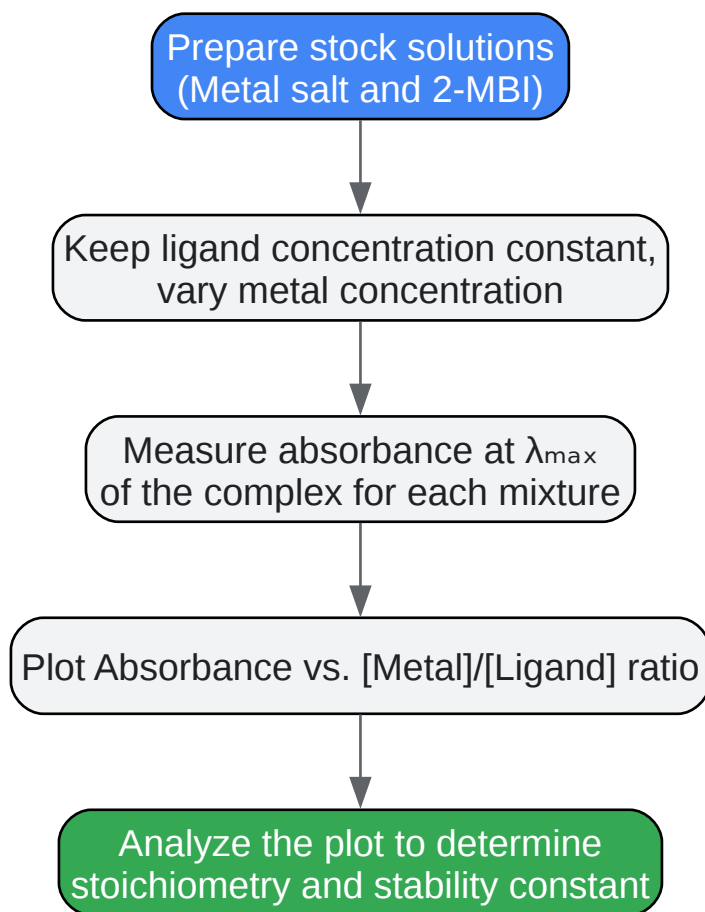 Prepare stock solutions
(Metal salt and 2-MBI)
Keep ligand concentration constant,
vary metal concentration
Measure absorbance at λₘₐₓ
of the complex for each mixture
Plot Absorbance vs. [Metal]/[Ligand] ratio
Analyze the plot to determine
stoichiometry and stability constant